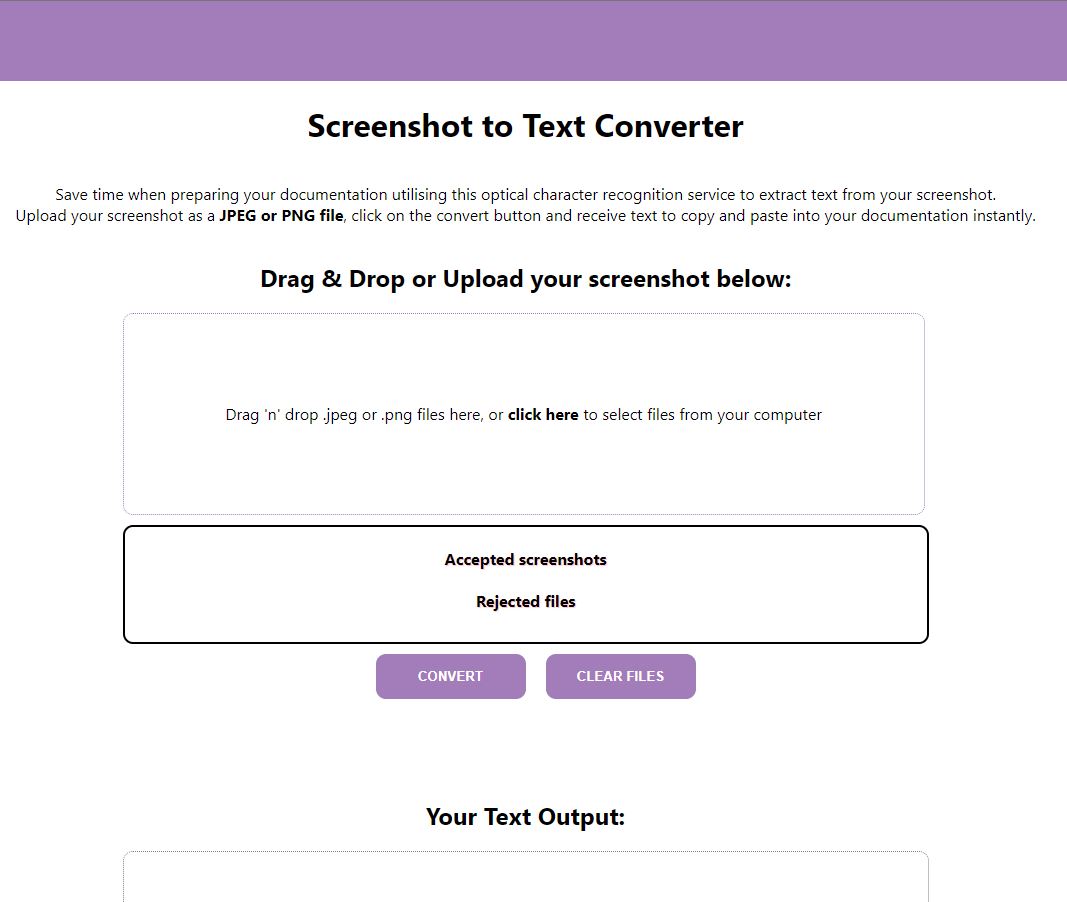 Screenshot to Text Converter
Save time when preparing your documentation utilising this optical character recognition service to extract text from your screenshot.
Upload your screenshot as a JPEG or PNG file, click on the convert button and receive text to copy and paste into your documentation instantly.
Drag & Drop or Upload your screenshot below:
Drag 'n' drop .jpeg or .png files here, or click here to select files from your computer
Accepted screenshots
Rejected files
CONVERT CLEAR FILES
Your Text Output: